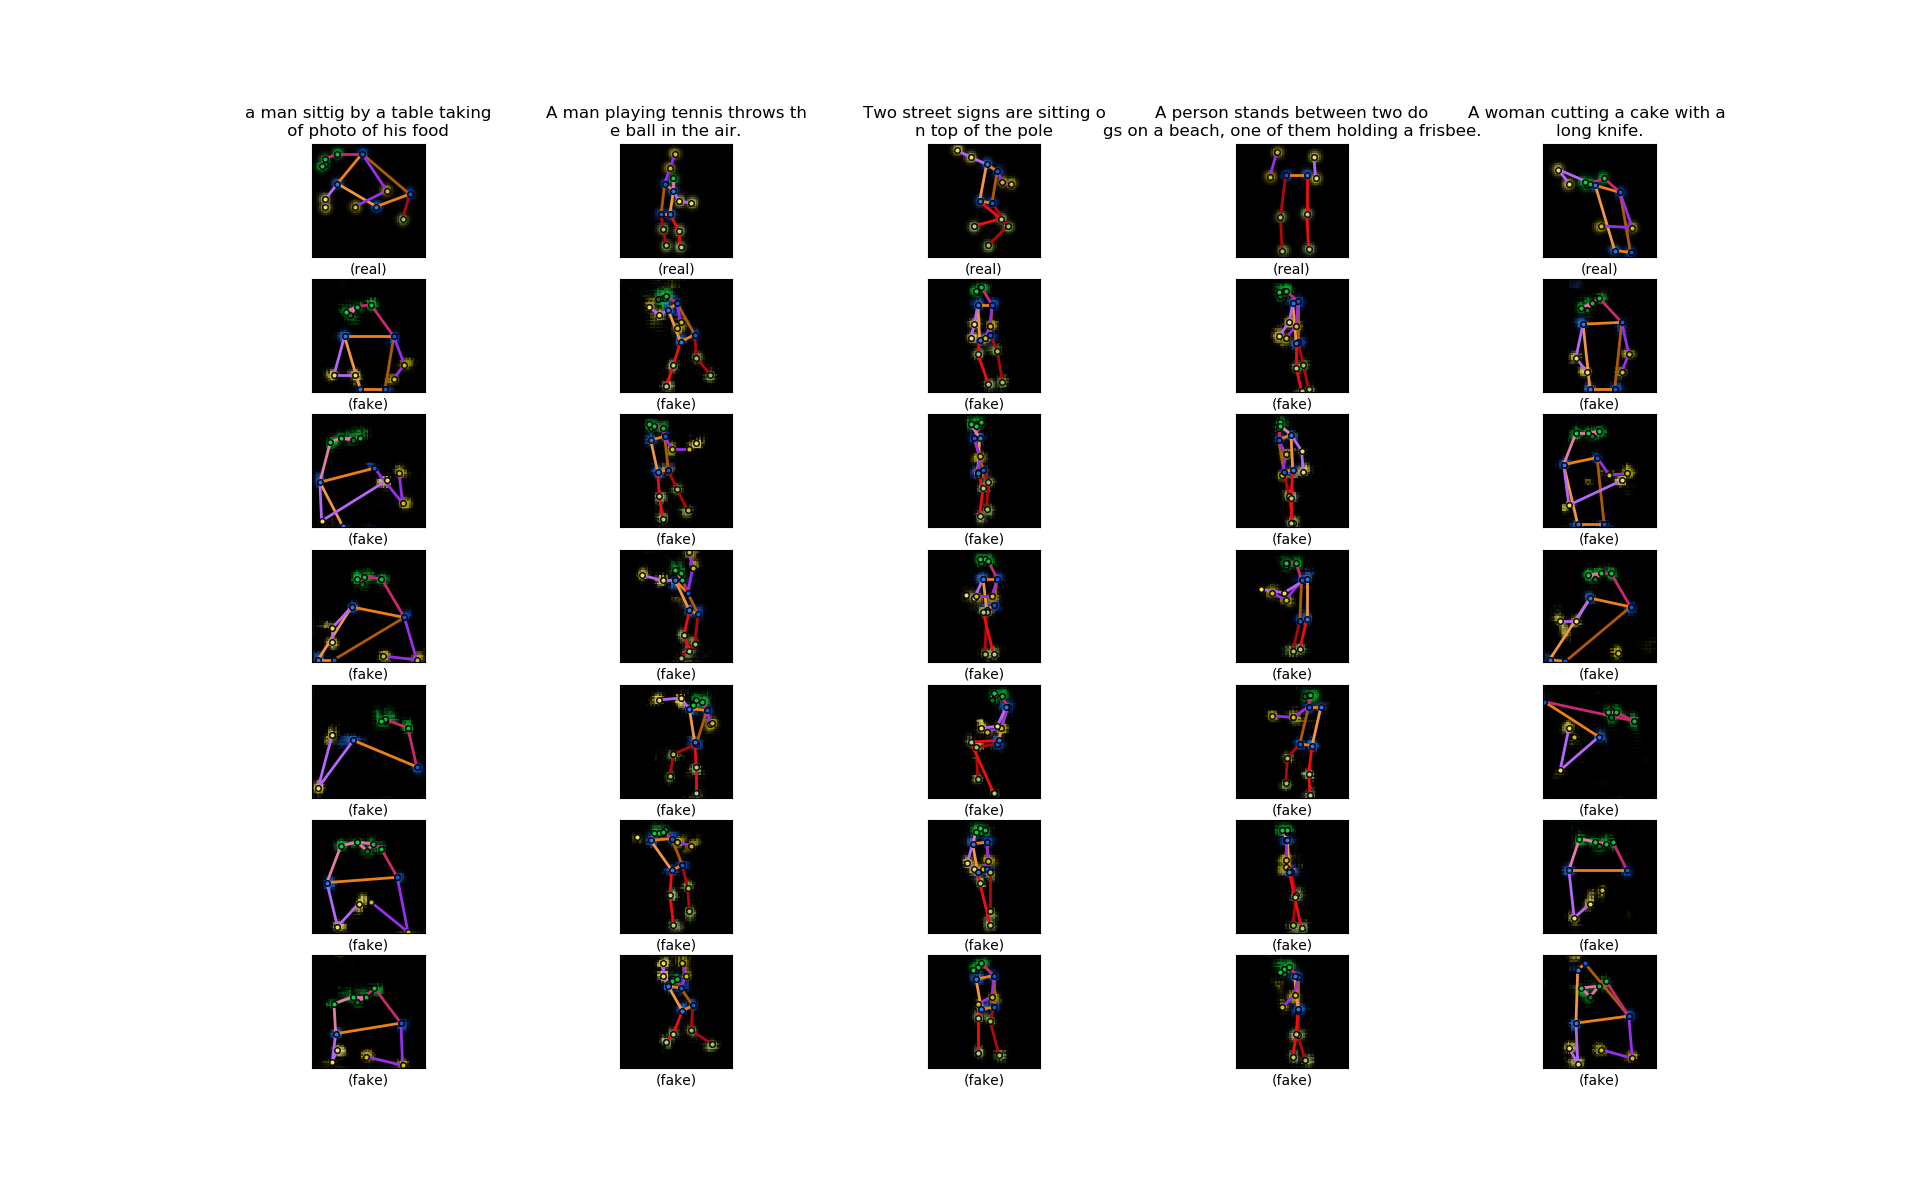 a man sittig by a table taking
of photo of his food
A man playing tennis throws th
e ball in the air.
Two street signs are sitting o
n top of the pole
A person stands between two do
gs on a beach, one of them holding a frisbee.
A woman cutting a cake with a
long knife.
(real) (real) (real) (real) (real)
(fake) (fake) (fake) (fake) (fake)
(fake) (fake) (fake) (fake) (fake)
(fake) (fake) (fake) (fake) (fake)
(fake) (fake) (fake) (fake) (fake)
(fake) (fake) (fake) (fake) (fake)
(fake) (fake) (fake) (fake) (fake)